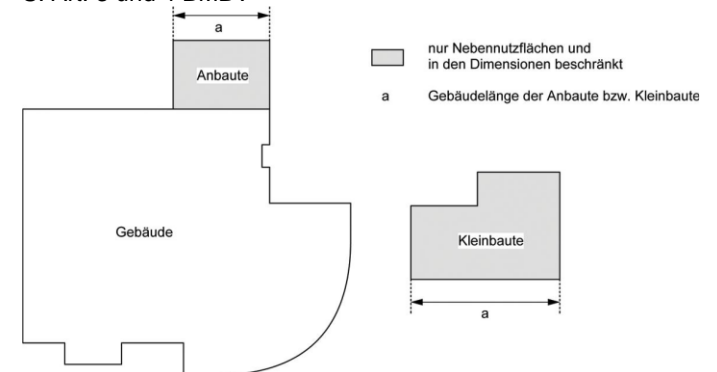 a
Anbaute
nur Nebennutzflächen und
in den Dimensionen beschränkt
a Gebäudelänge der Anbaute bzw. Kleinbaute
Gebäude
Kleinbaute
a